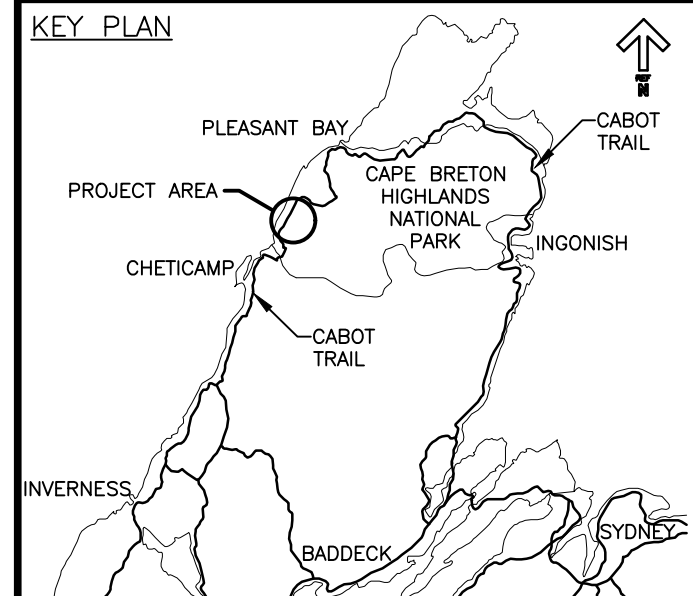 KEY PLAN
REF
N
PLEASANT BAY
CABOT
TRAIL
CAPE BRETON
HIGHLANDS
NATIONAL
PARK
PROJECT AREA
INGONISH
CHETICAMP
CABOT
TRAIL
INVERNESS
BADDECK
SYDNEY